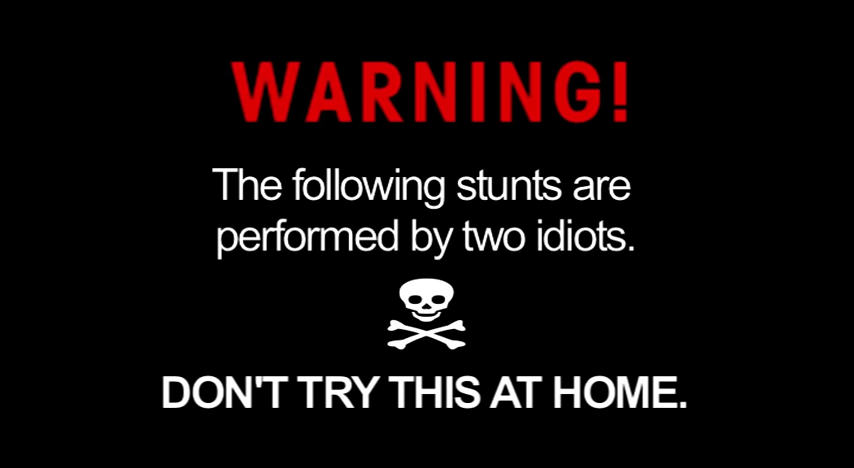 WARNING!
The following stunts are
performed by two idiots.
DON'T TRY THIS AT HOME.